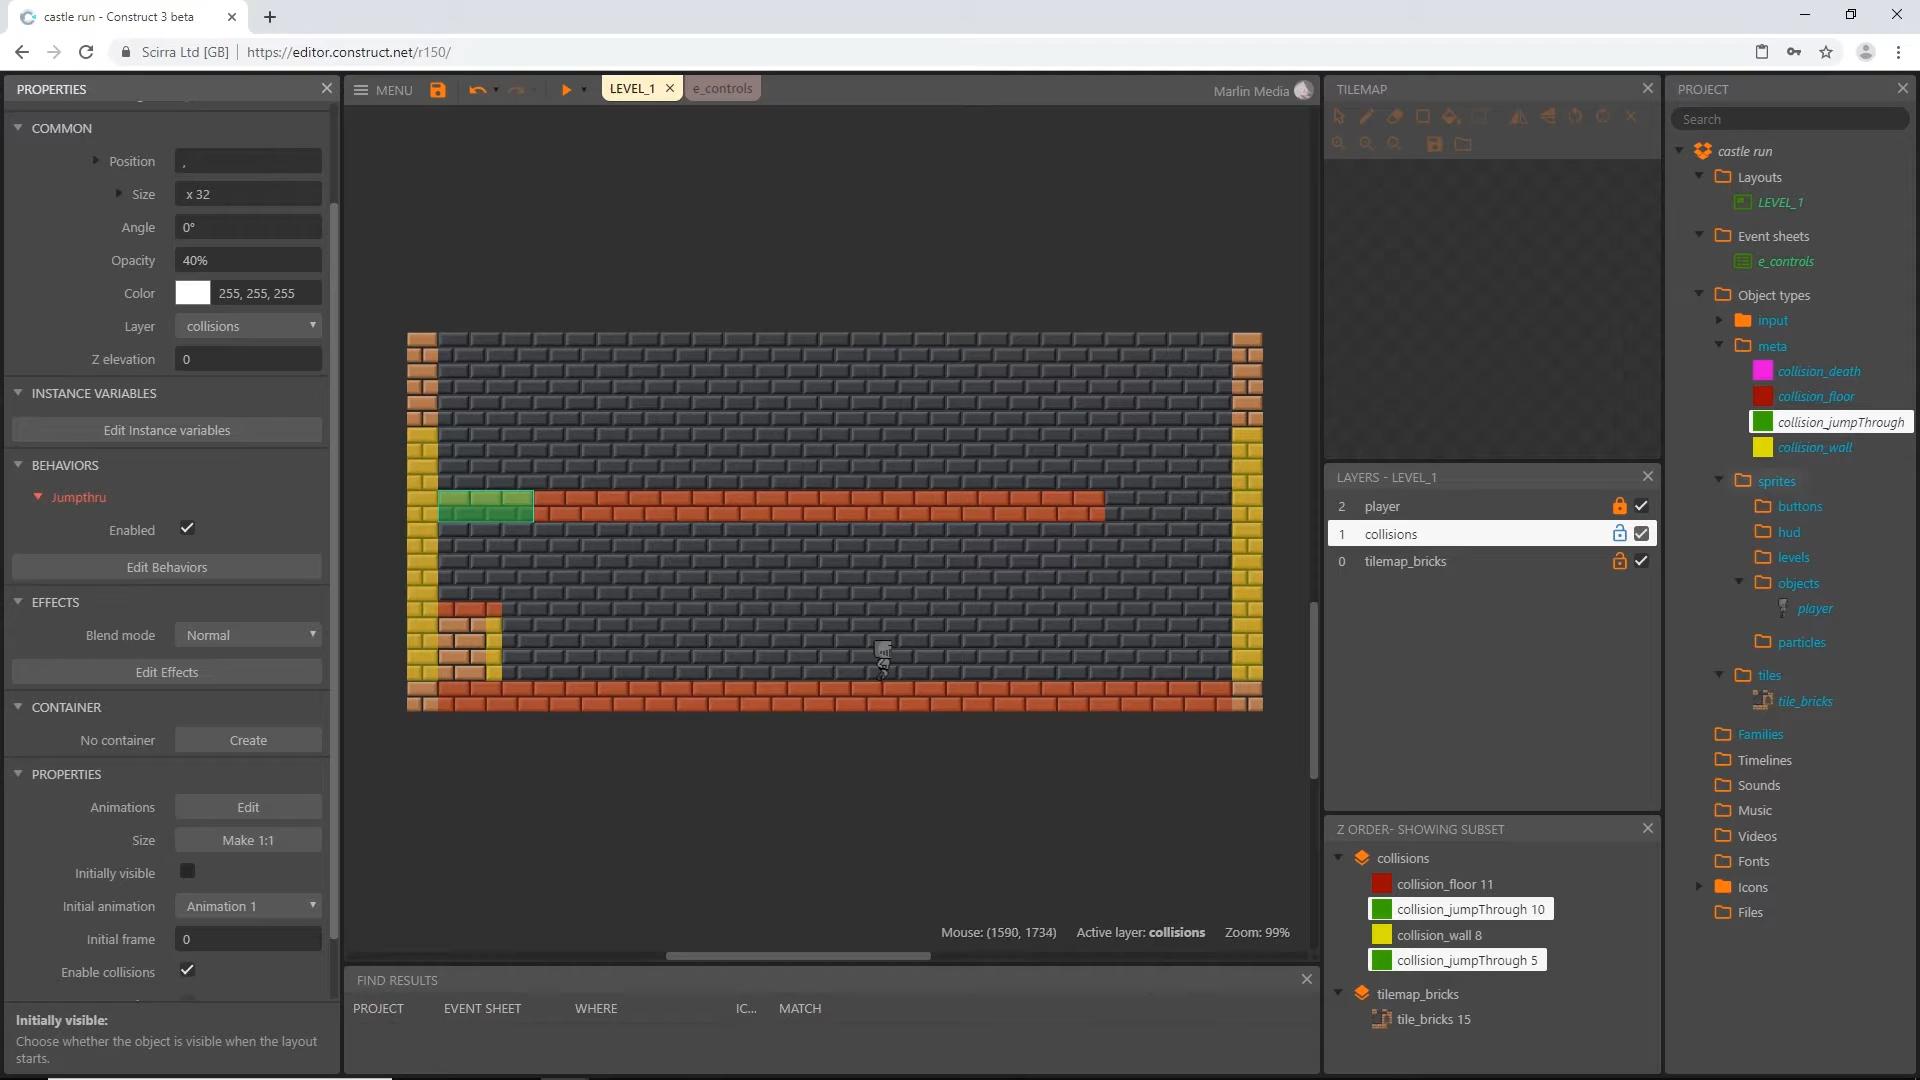 castle run - Construct 3 beta
Scirra Ltd [GB]
https://editor.construct.net/r150/
PROPERTIES
COMMON
Position ,
Size x 32
Angle 0°
Opacity 40%
Color 255, 255, 255
Layer collisions
Z elevation 0
INSTANCE VARIABLES
Edit Instance variables
BEHAVIORS
Jumpthru
Enabled
Edit Behaviors
EFFECTS
Blend mode Normal
Edit Effects
CONTAINER
No container Create
PROPERTIES
Animations Edit
Size Make 1:1
Initially visible
Initial animation Animation 1
Initial frame 0
Enable collisions
Initially visible:
Choose whether the object is visible when the layout
starts.
MENU
LEVEL_1
e_controls
Marlin Media
Mouse: (1590, 1734) Active layer: collisions Zoom: 99%
FIND RESULTS
PROJECT EVENT SHEET WHERE IC... MATCH
TILEMAP
LAYERS - LEVEL_1
2 player
1 collisions
0 tilemap_bricks
Z ORDER- SHOWING SUBSET
collisions
collision_floor 11
collision_jumpThrough 10
collision_wall 8
collision_jumpThrough 5
tilemap_bricks
tile_bricks 15
PROJECT
Search
castle run
Layouts
LEVEL_1
Event sheets
e_controls
Object types
input
meta
collision_death
collision_floor
collision_jumpThrough
collision_wall
sprites
buttons
hud
levels
objects
player
particles
tiles
tile_bricks
Families
Timelines
Sounds
Music
Videos
Fonts
Icons
Files